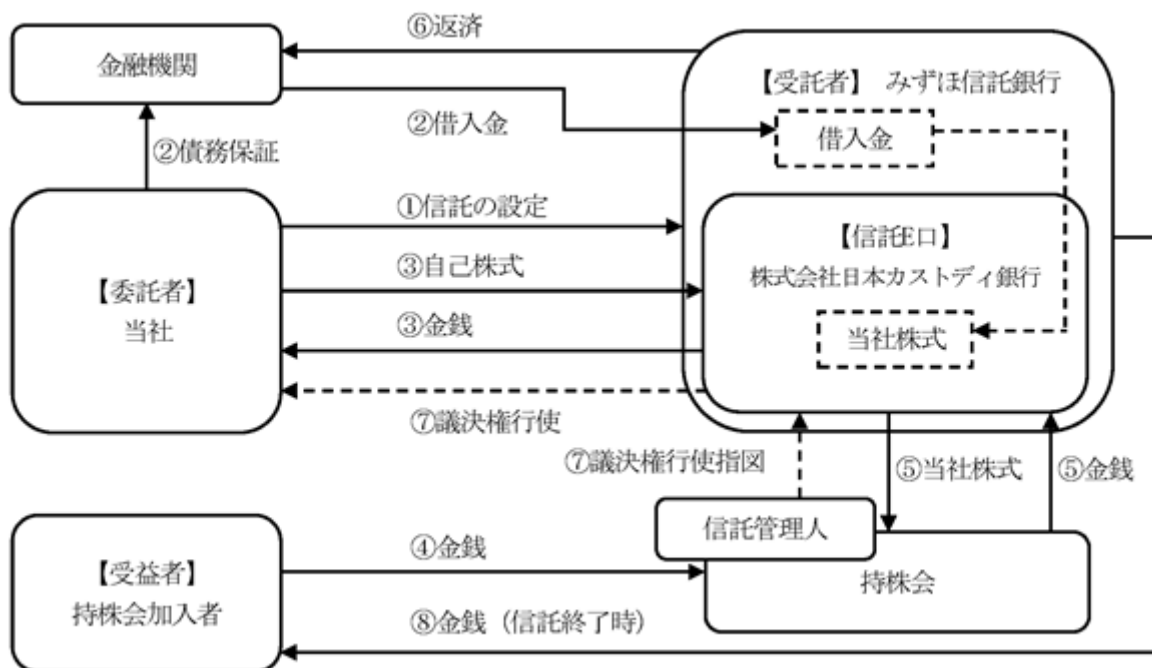 ⑥返済
金融機関
【受託者】 みずほ信託銀行
②借入金
借入金
②債務保証
①信託の設定
【信託E口】
株式会社日本カストディ銀行
③自己株式
【委託者】
当社
③金銭
当社株式
⑦議決権行使
⑦議決権行使指図
⑤当社株式
⑤金銭
信託管理人
④金銭
【受益者】
持株会加入者
持株会
⑧金銭（信託終了時）